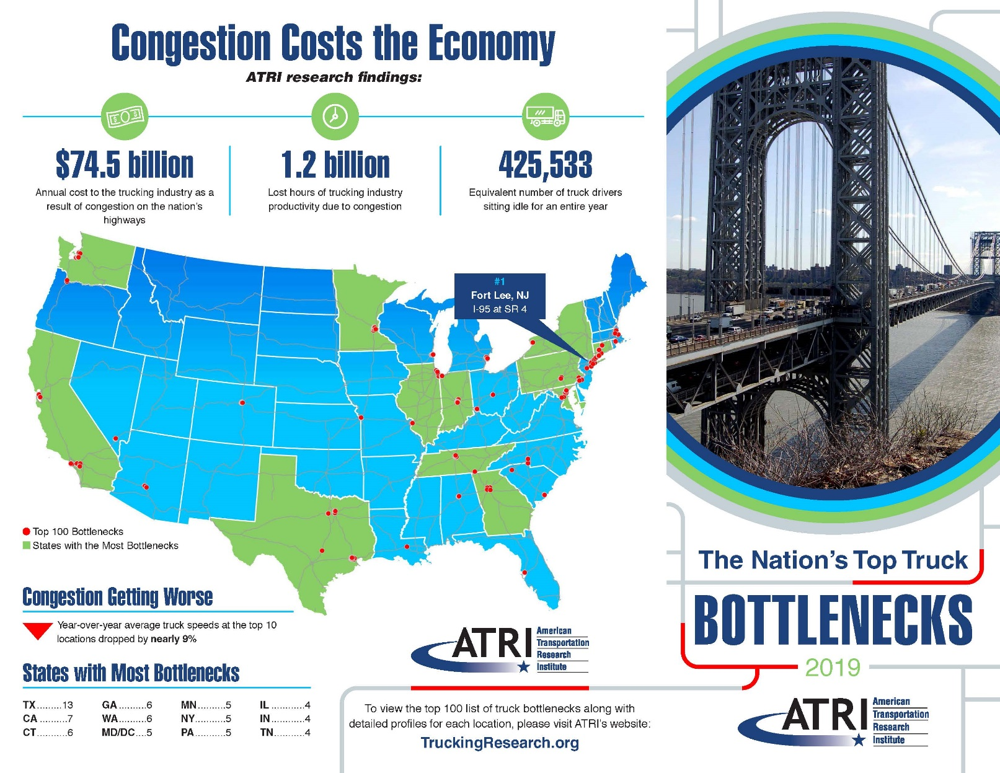 Congestion Costs the Economy
ATRI research findings:
$74.5 billion
Annual cost to the trucking industry as a
result of congestion on the nation's
highways
1.2 billion
Lost hours of trucking industry
productivity due to congestion
425,533
Equivalent number of truck drivers
sitting idle for an entire year
#1
Fort Lee, NJ
I-95 at SR 4
Top 100 Bottlenecks
States with the Most Bottlenecks
Congestion Getting Worse
Year-over-year average truck speeds at the top 10
locations dropped by nearly 9%
States with Most Bottlenecks
TX.........13 GA..........6 MN..........5 IL ............4
CA ..........7 WA..........6 NY...........5 IN............4
CT...........6 MD/DC....5 PA...........5 TN...........4
ATRI
American
Transportation
Research
Institute
To view the top 100 list of truck bottlenecks along with
detailed profiles for each location, please visit ATRI's website:
TruckingResearch.org
The Nation's Top Truck
BOTTLENECKS
2019
ATRI
American
Transportation
Research
Institute